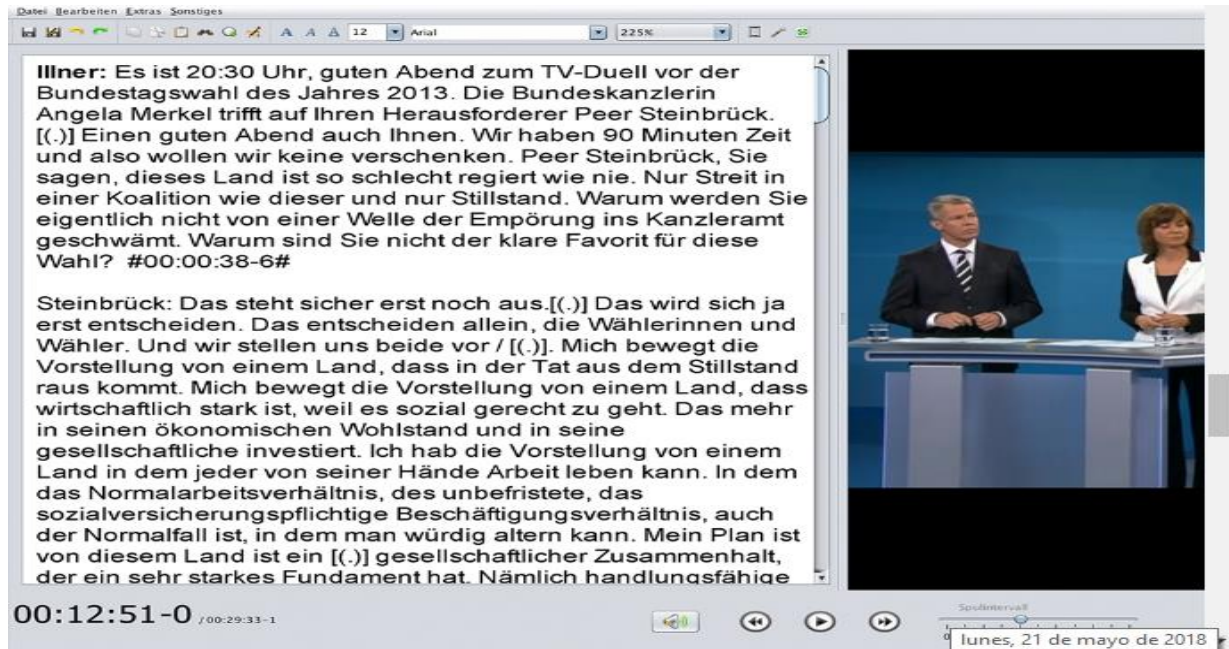 Datei Bearbeiten Extras Sonstiges
A A A 12 Arial 225%
Illner: Es ist 20:30 Uhr, guten Abend zum TV-Duell vor der
Bundestagswahl des Jahres 2013. Die Bundeskanzlerin
Angela Merkel trifft auf Ihren Herausforderer Peer Steinbrück.
[(.)] Einen guten Abend auch Ihnen. Wir haben 90 Minuten Zeit
und also wollen wir keine verschenken. Peer Steinbrück, Sie
sagen, dieses Land ist so schlecht regiert wie nie. Nur Streit in
einer Koalition wie dieser und nur Stillstand. Warum werden Sie
eigentlich nicht von einer Welle der Empörung ins Kanzleramt
geschwämt. Warum sind Sie nicht der klare Favorit für diese
Wahl? #00:00:38-6#
Steinbrück: Das steht sicher erst noch aus.[(.)] Das wird sich ja
erst entscheiden. Das entscheiden allein, die Wählerinnen und
Wähler. Und wir stellen uns beide vor / [(.)]. Mich bewegt die
Vorstellung von einem Land, dass in der Tat aus dem Stillstand
raus kommt. Mich bewegt die Vorstellung von einem Land, dass
wirtschaftlich stark ist, weil es sozial gerecht zu geht. Das mehr
in seinen ökonomischen Wohlstand und in seine
gesellschaftliche investiert. Ich hab die Vorstellung von einem
Land in dem jeder von seiner Hände Arbeit leben kann. In dem
das Normalarbeitsverhältnis, des unbefristete, das
sozialversicherungspflichtige Beschäftigungsverhältnis, auch
der Normalfall ist, in dem man würdig altern kann. Mein Plan ist
von diesem Land ist ein [(.)] gesellschaftlicher Zusammenhalt,
der ein sehr starkes Fundament hat. Nämlich handlungsfähige
00:12:51-0 /00:29:33-1
Spulintervall
lunes, 21 de mayo de 2018